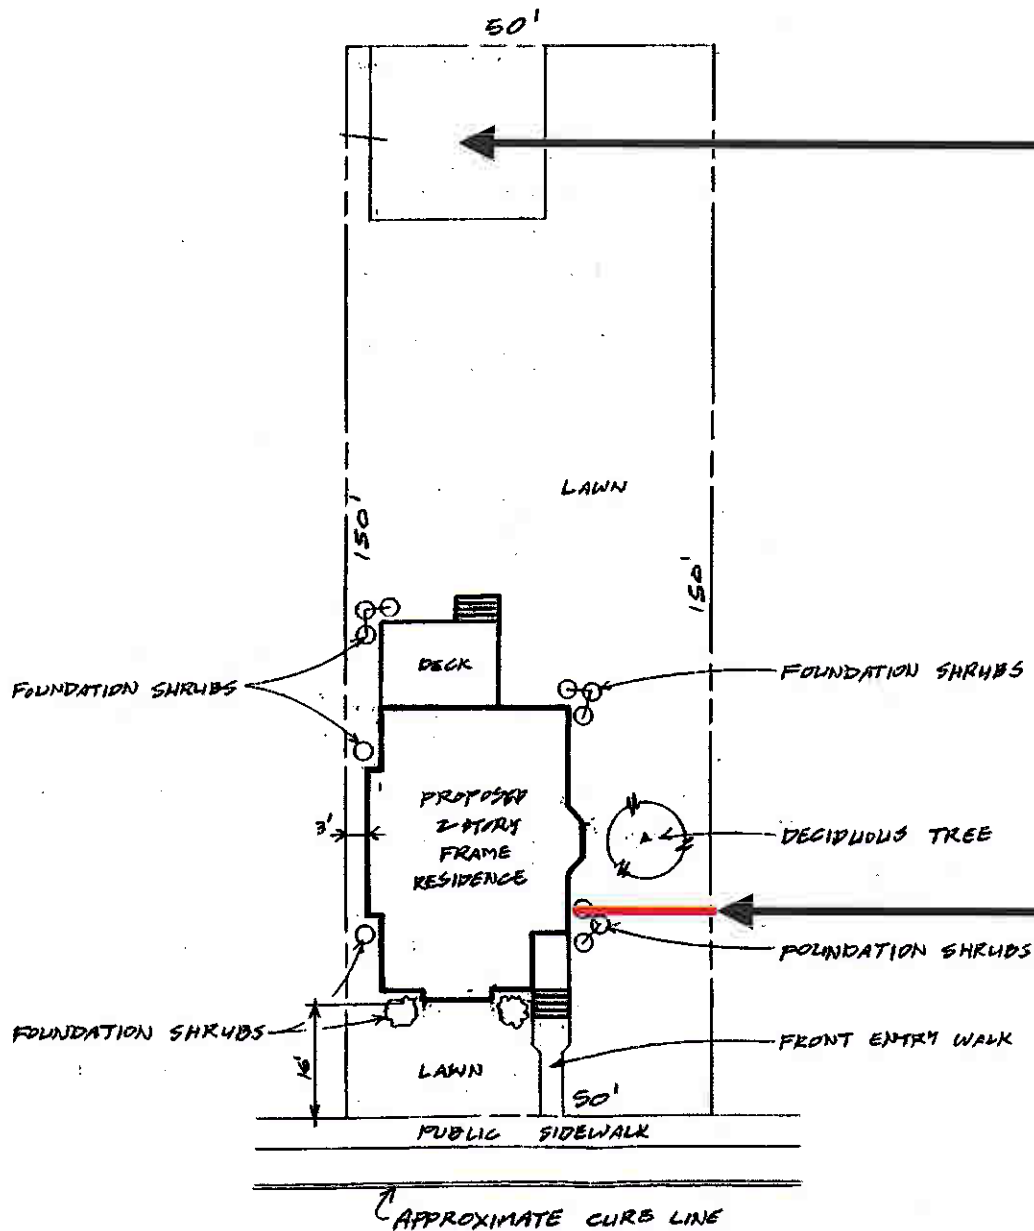 50'
LAWN
150'
150'
DECK
FOUNDATION SHRUBS
FOUNDATION SHRUBS
PROPOSED
2-STORY
FRAME
RESIDENCE
3'
DECIDUOUS TREE
FOUNDATION SHRUBS
FOUNDATION SHRUBS
16'
FRONT ENTRY WALK
LAWN
50'
PUBLIC SIDEWALK
APPROXIMATE CURB LINE